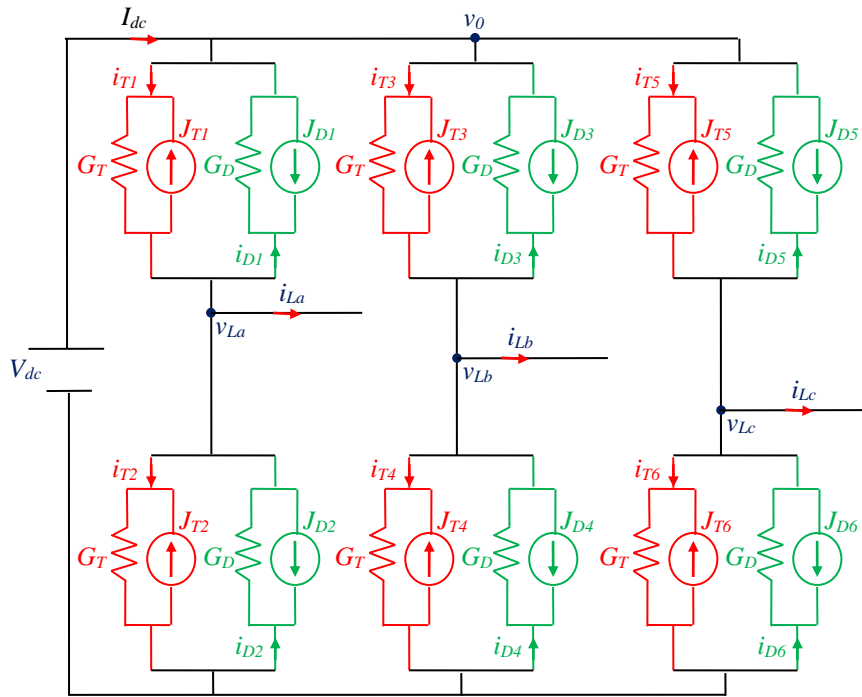 I_dc v_0
i_T1 i_T3 i_T5
J_T1 J_D1 J_T3 J_D3 J_T5 J_D5
G_T G_D G_T G_D G_T G_D
i_D1 i_D3 i_D5
i_La
v_La
i_Lb
V_dc
v_Lb
i_Lc
v_Lc
i_T2 i_T4 i_T6
J_T2 J_D2 J_T4 J_D4 J_T6 J_D6
G_T G_D G_T G_D G_T G_D
i_D2 i_D4 i_D6